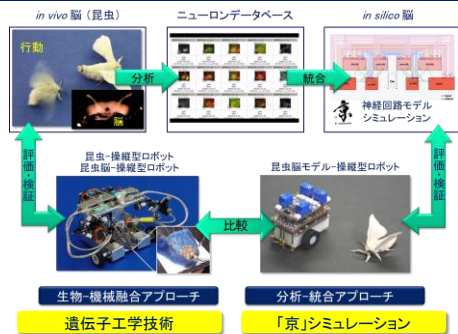 in vivo 脳 (昆虫)
ニューロンデータベース
in silico 脳
行動
脳
分析
統合
京
神経回路モデル
シミュレーション
評価・検証
昆虫-操縦型ロボット
昆虫脳-操縦型ロボット
昆虫脳モデル-操縦型ロボット
評価・検証
比較
生物-機械融合アプローチ
分析-統合アプローチ
遺伝子工学技術
「京」シミュレーション